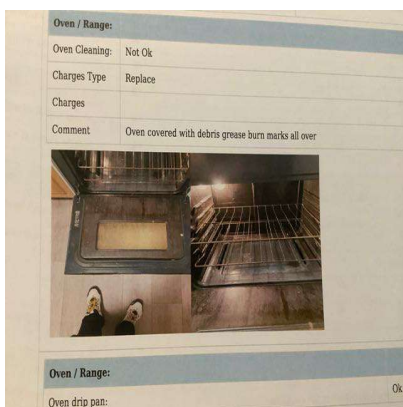 Oven / Range:
Oven Cleaning: Not Ok
Charges Type Replace
Charges
Comment Oven covered with debris grease burn marks all over
Oven / Range:
Oven drip pan: Ok